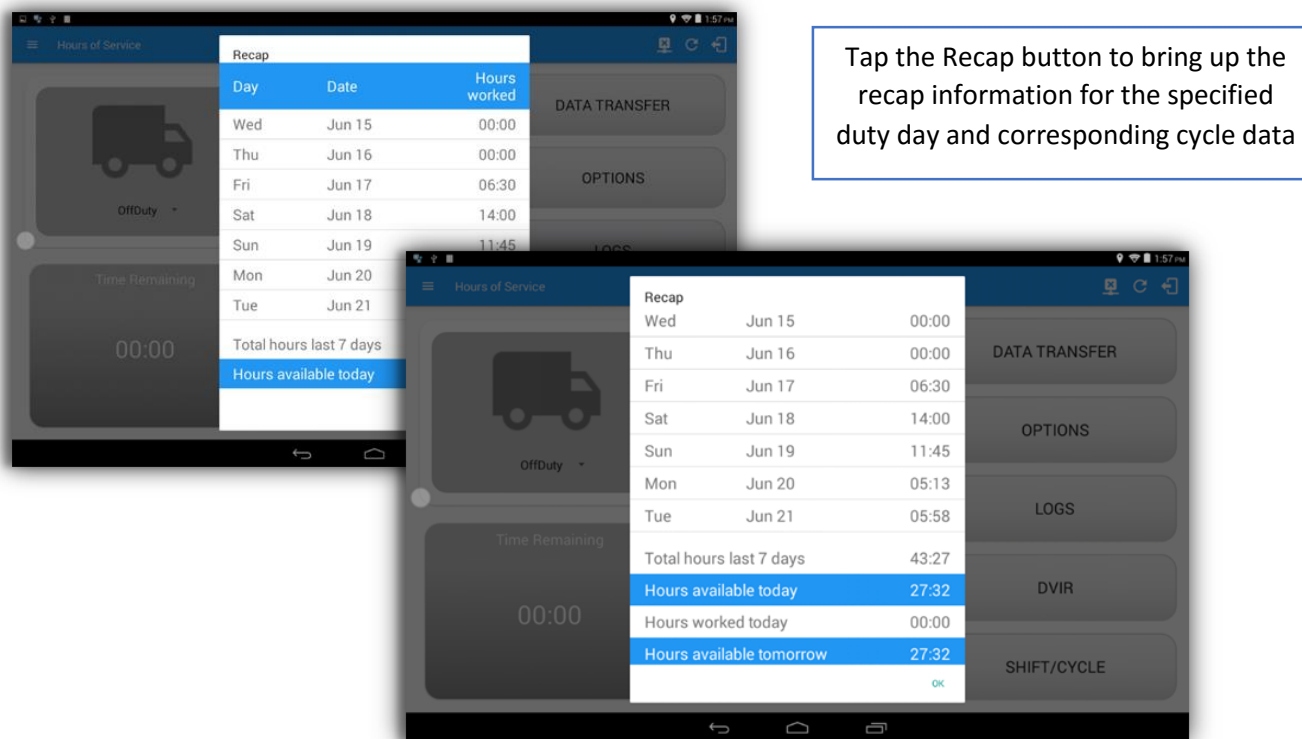 1:57 PM
Hours of Service
Recap
Day Date Hours worked
Wed Jun 15 00:00
Thu Jun 16 00:00
Fri Jun 17 06:30
Sat Jun 18 14:00
Sun Jun 19 11:45
Mon Jun 20
Tue Jun 21
Total hours last 7 days
Hours available today
OffDuty
Time Remaining
00:00
DATA TRANSFER
OPTIONS
LOGS
Tap the Recap button to bring up the
recap information for the specified
duty day and corresponding cycle data
1:57 PM
Hours of Service
Recap
Wed Jun 15 00:00
Thu Jun 16 00:00
Fri Jun 17 06:30
Sat Jun 18 14:00
Sun Jun 19 11:45
Mon Jun 20 05:13
Tue Jun 21 05:58
Total hours last 7 days 43:27
Hours available today 27:32
Hours worked today 00:00
Hours available tomorrow 27:32
OK
OffDuty
Time Remaining
00:00
DATA TRANSFER
OPTIONS
LOGS
DVIR
SHIFT/CYCLE